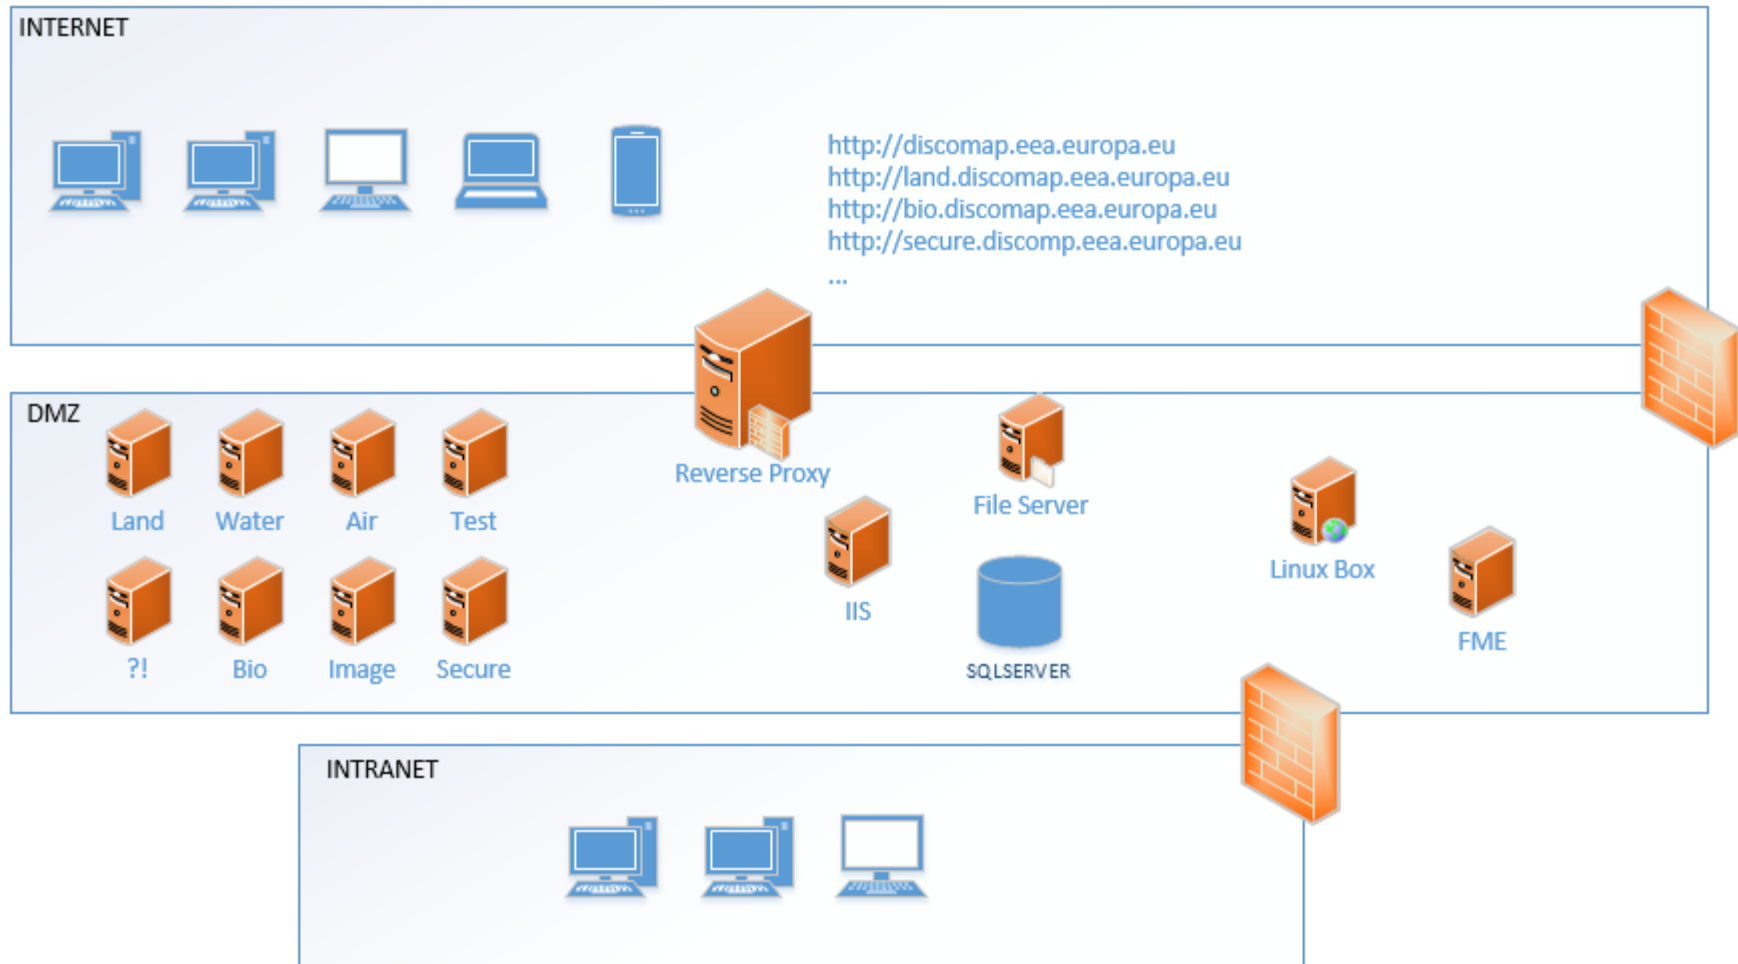 INTERNET
http://discomap.eea.europa.eu
http://land.discomap.eea.europa.eu
http://bio.discomap.eea.europa.eu
http://secure.discomp.eea.europa.eu
...
DMZ
Reverse Proxy
File Server
Land
Water
Air
Test
Linux Box
IIS
FME
?!
Bio
Image
Secure
SQLSERVER
INTRANET